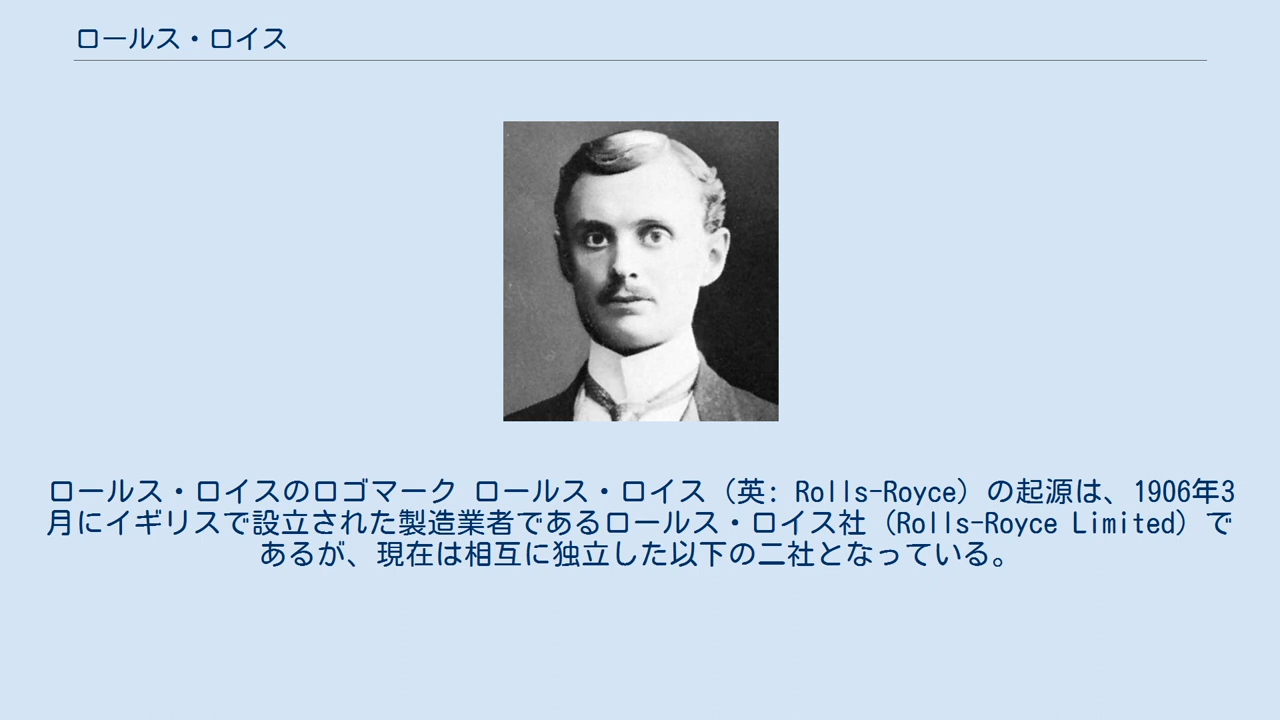 ロールス・ロイス
ロールス・ロイスのロゴマーク ロールス・ロイス（英: Rolls-Royce）の起源は、1906年3
月にイギリスで設立された製造業者であるロールス・ロイス社（Rolls-Royce Limited）で
あるが、現在は相互に独立した以下の二社となっている。